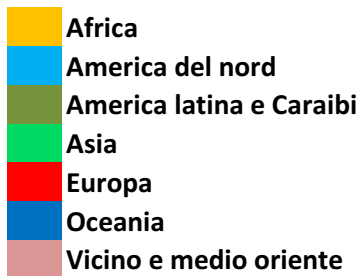 Africa
America del nord
America latina e Caraibi
Asia
Europa
Oceania
Vicino e medio oriente